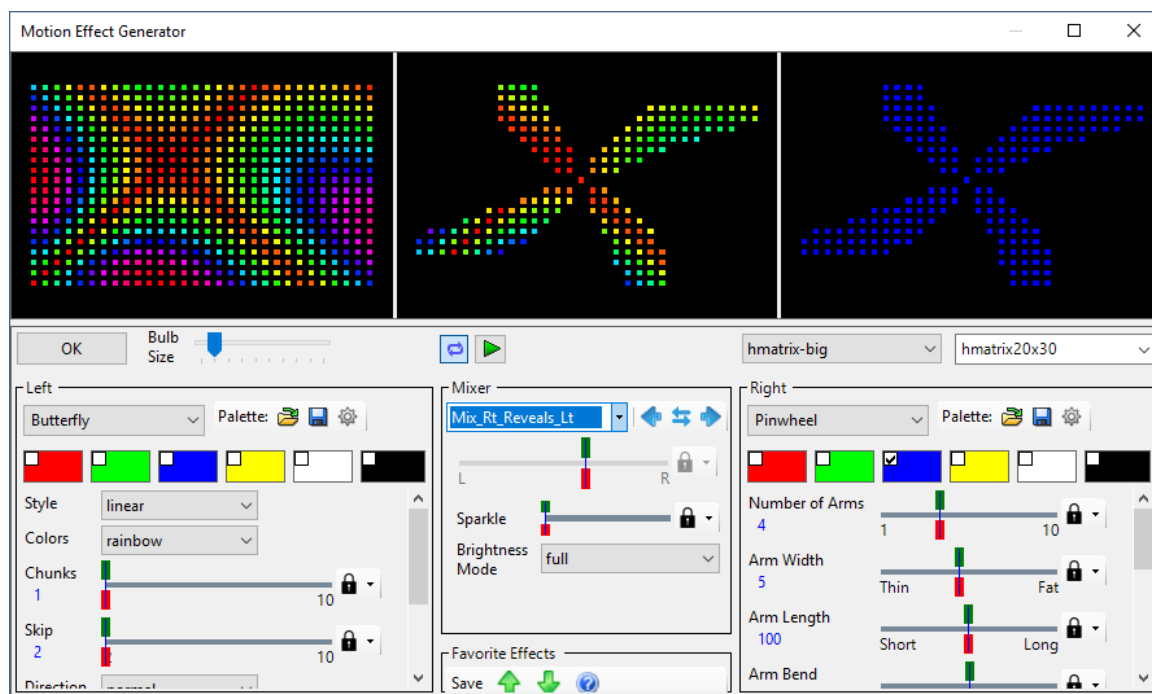 Motion Effect Generator
OK
Bulb
Size
hmatrix-big
hmatrix20x30
Left
Butterfly
Palette:
Style
linear
Colors
rainbow
Chunks
1
10
Skip
2
10
Direction
normal
Mixer
Mix_Rt_Reveals_Lt
L
R
Sparkle
Brightness
Mode
full
Favorite Effects
Save
Right
Pinwheel
Palette:
Number of Arms
4
1
10
Arm Width
5
Thin
Fat
Arm Length
100
Short
Long
Arm Bend